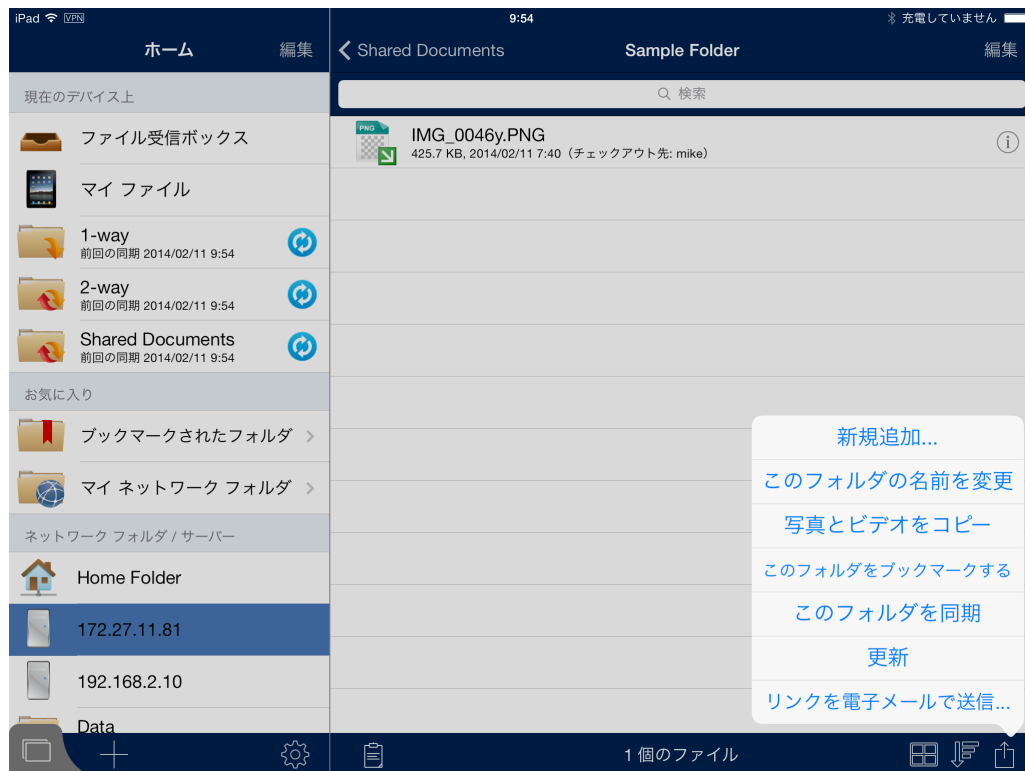 iPad VPN 9:54 充電していません
ホーム 編集
Shared Documents Sample Folder 編集
現在のデバイス上
検索
ファイル受信ボックス
PNG
IMG_0046y.PNG
425.7 KB, 2014/02/11 7:40（チェックアウト先: mike）
マイ ファイル
1-way
前回の同期 2014/02/11 9:54
2-way
前回の同期 2014/02/11 9:54
Shared Documents
前回の同期 2014/02/11 9:54
お気に入り
ブックマークされたフォルダ
マイ ネットワーク フォルダ
ネットワーク フォルダ / サーバー
Home Folder
172.27.11.81
192.168.2.10
Data
新規追加...
このフォルダの名前を変更
写真とビデオをコピー
このフォルダをブックマークする
このフォルダを同期
更新
リンクを電子メールで送信...
1 個のファイル